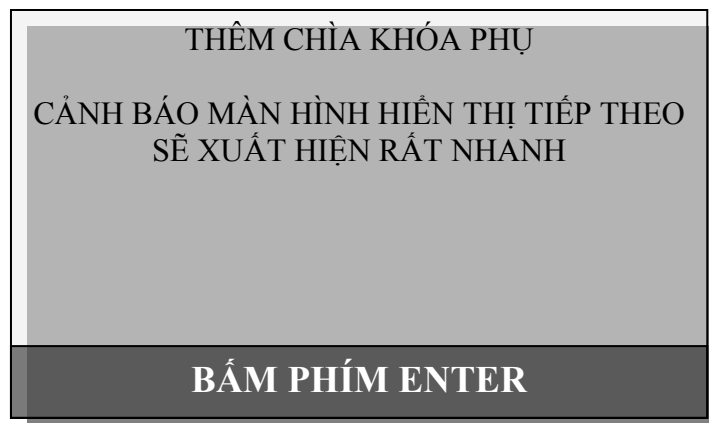 THÊM CHÌA KHÓA PHỤ
CẢNH BÁO MÀN HÌNH HIỂN THỊ TIẾP THEO
SẼ XUẤT HIỆN RẤT NHANH
BẤM PHÍM ENTER